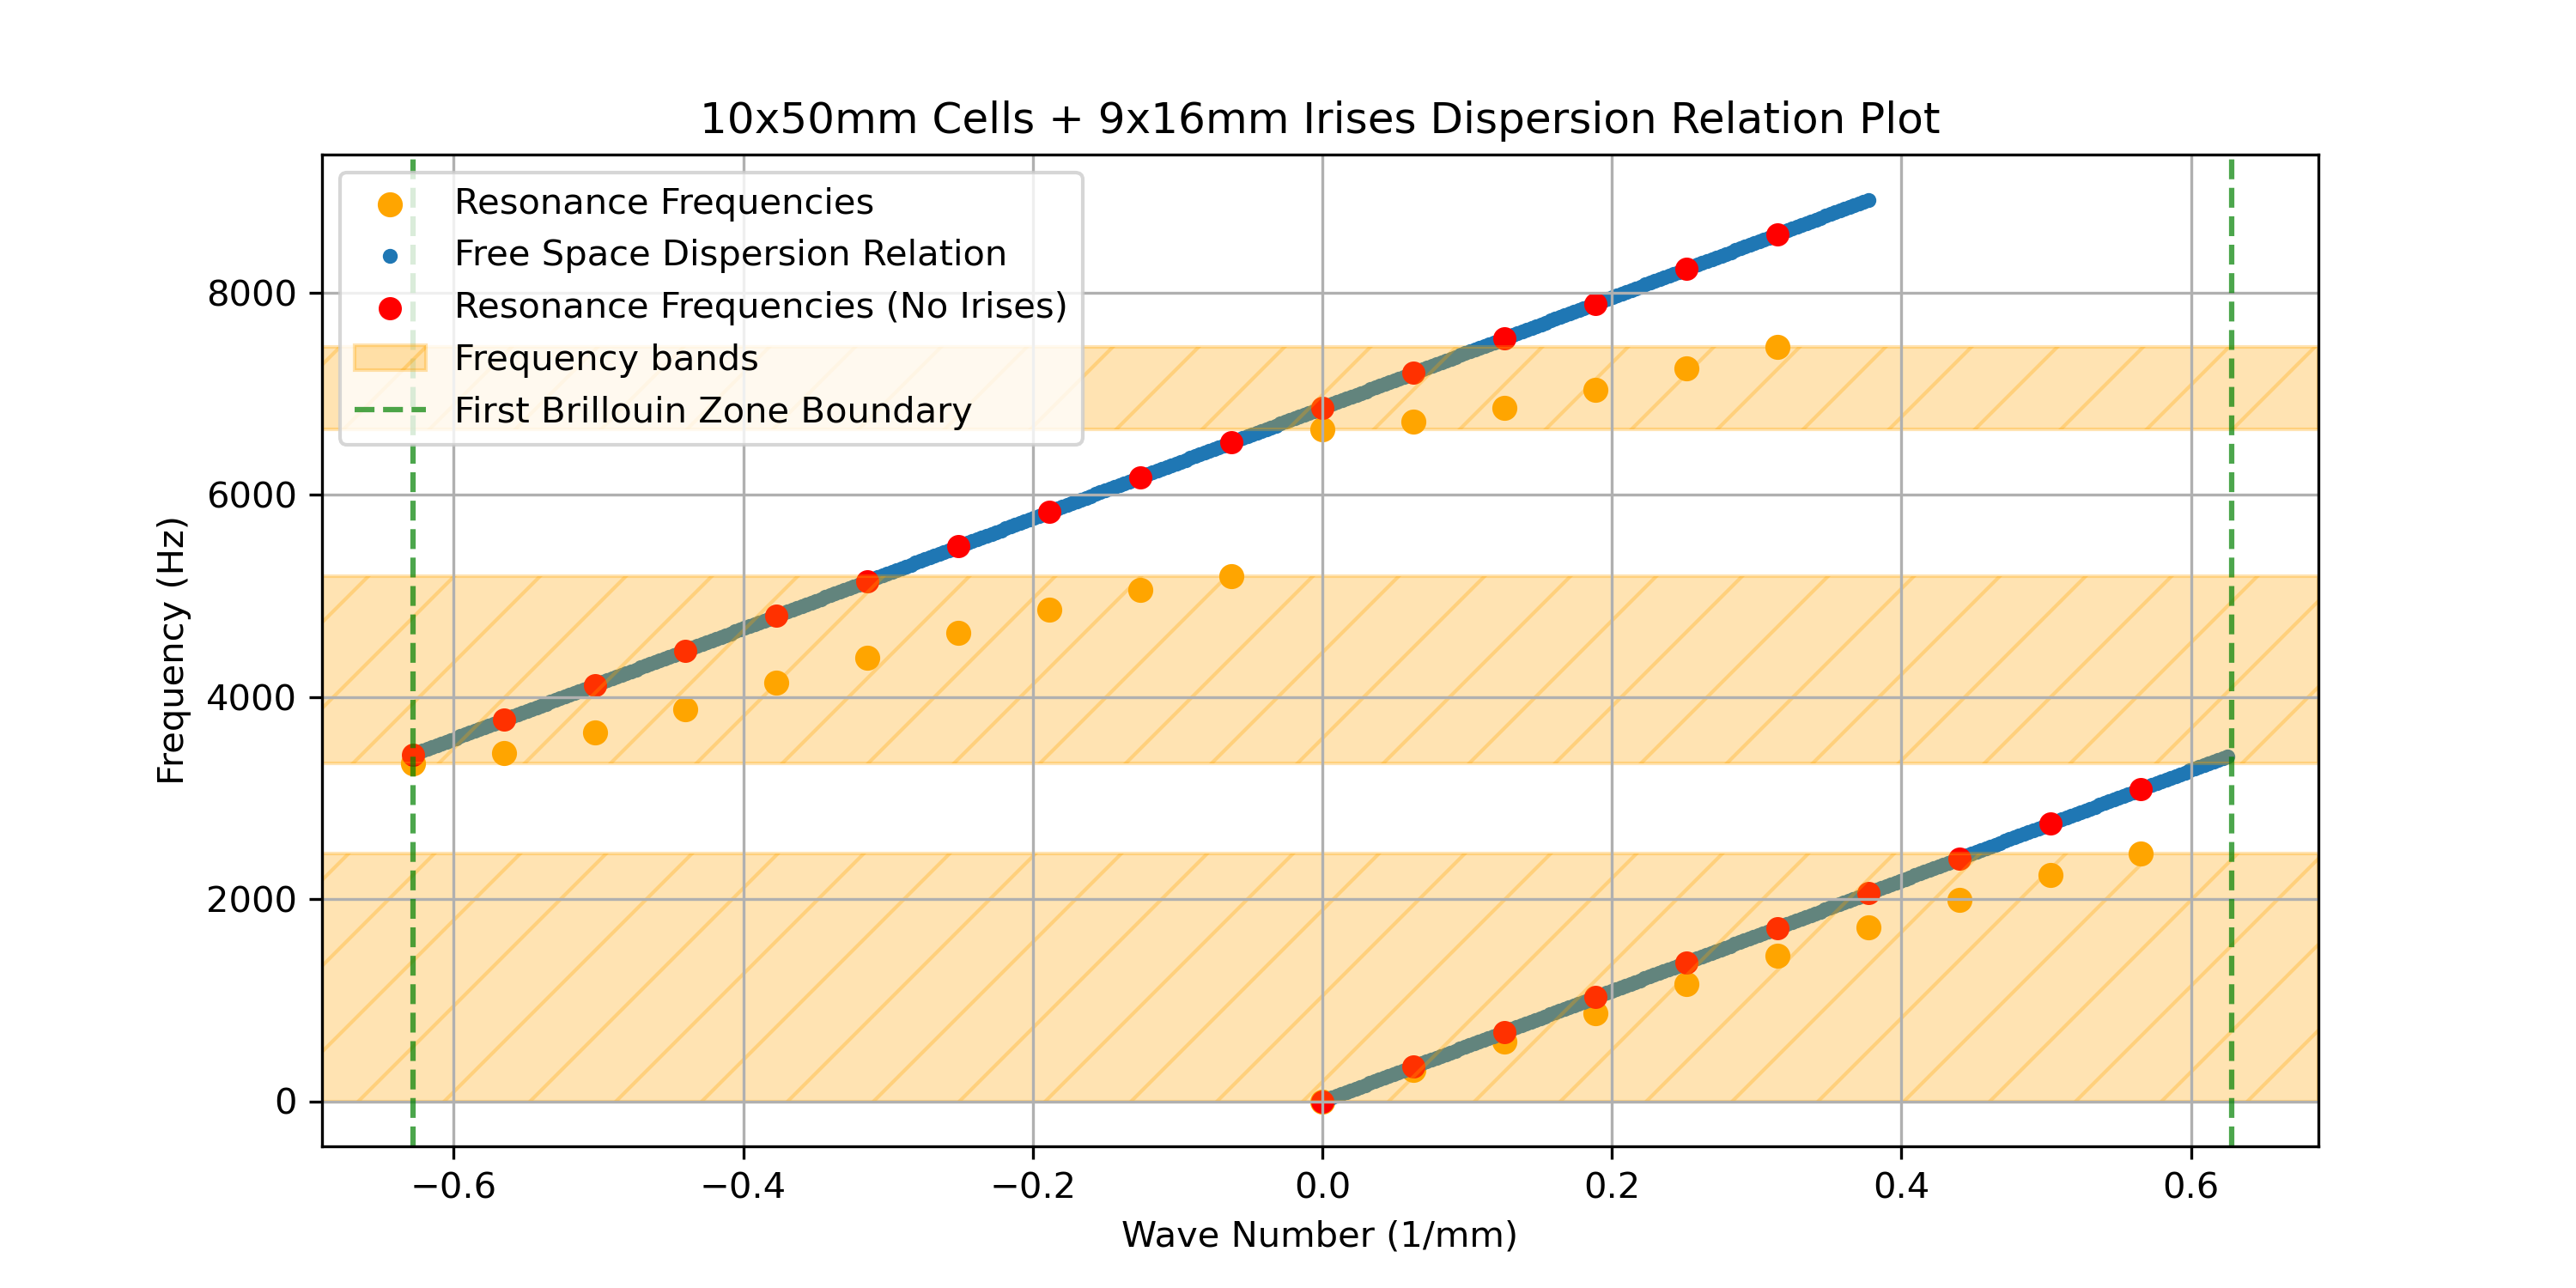 10x50mm Cells + 9x16mm Irises Dispersion Relation Plot
Resonance Frequencies
Free Space Dispersion Relation
Resonance Frequencies (No Irises)
Frequency bands
First Brillouin Zone Boundary
Frequency (Hz)
8000
6000
4000
2000
0
−0.6 −0.4 −0.2 0.0 0.2 0.4 0.6
Wave Number (1/mm)